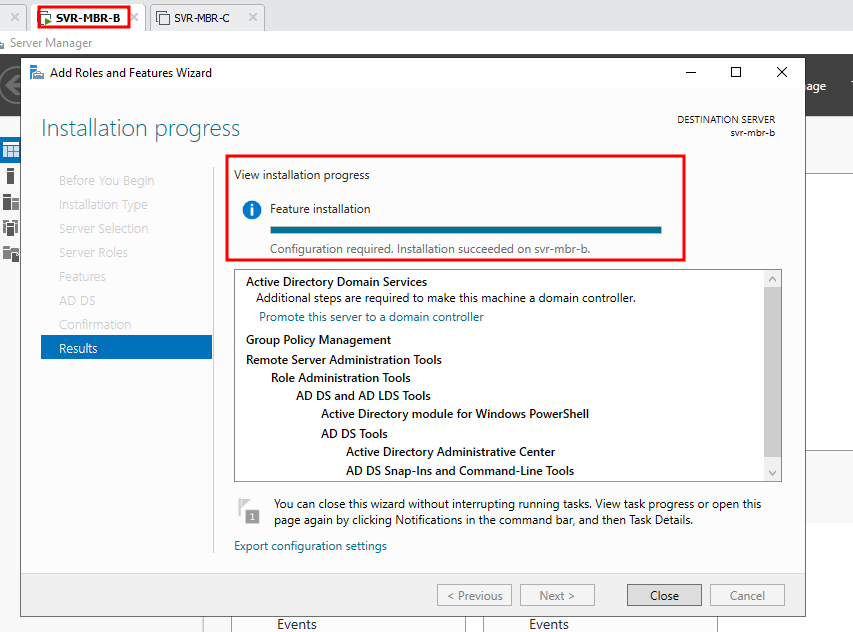 SVR-MBR-B
SVR-MBR-C
Server Manager
Add Roles and Features Wizard
age
Installation progress
DESTINATION SERVER
svr-mbr-b
Before You Begin
Installation Type
Server Selection
Server Roles
Features
AD DS
Confirmation
Results
View installation progress
Feature installation
Configuration required. Installation succeeded on svr-mbr-b.
Active Directory Domain Services
Additional steps are required to make this machine a domain controller.
Promote this server to a domain controller
Group Policy Management
Remote Server Administration Tools
Role Administration Tools
AD DS and AD LDS Tools
Active Directory module for Windows PowerShell
AD DS Tools
Active Directory Administrative Center
AD DS Snap-Ins and Command-Line Tools
1
You can close this wizard without interrupting running tasks. View task progress or open this
page again by clicking Notifications in the command bar, and then Task Details.
Export configuration settings
< Previous
Next >
Close
Cancel
Events
Events